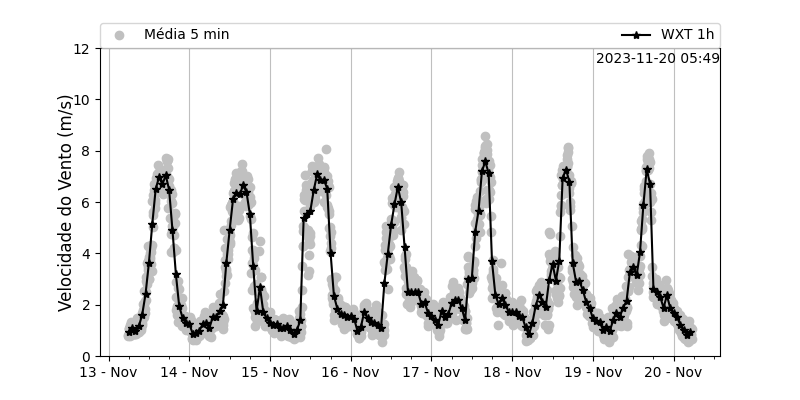 Média 5 min
WXT 1h
2023-11-20 05:49
Velocidade do Vento (m/s)
12
10
8
6
4
2
0
13 - Nov
14 - Nov
15 - Nov
16 - Nov
17 - Nov
18 - Nov
19 - Nov
20 - Nov